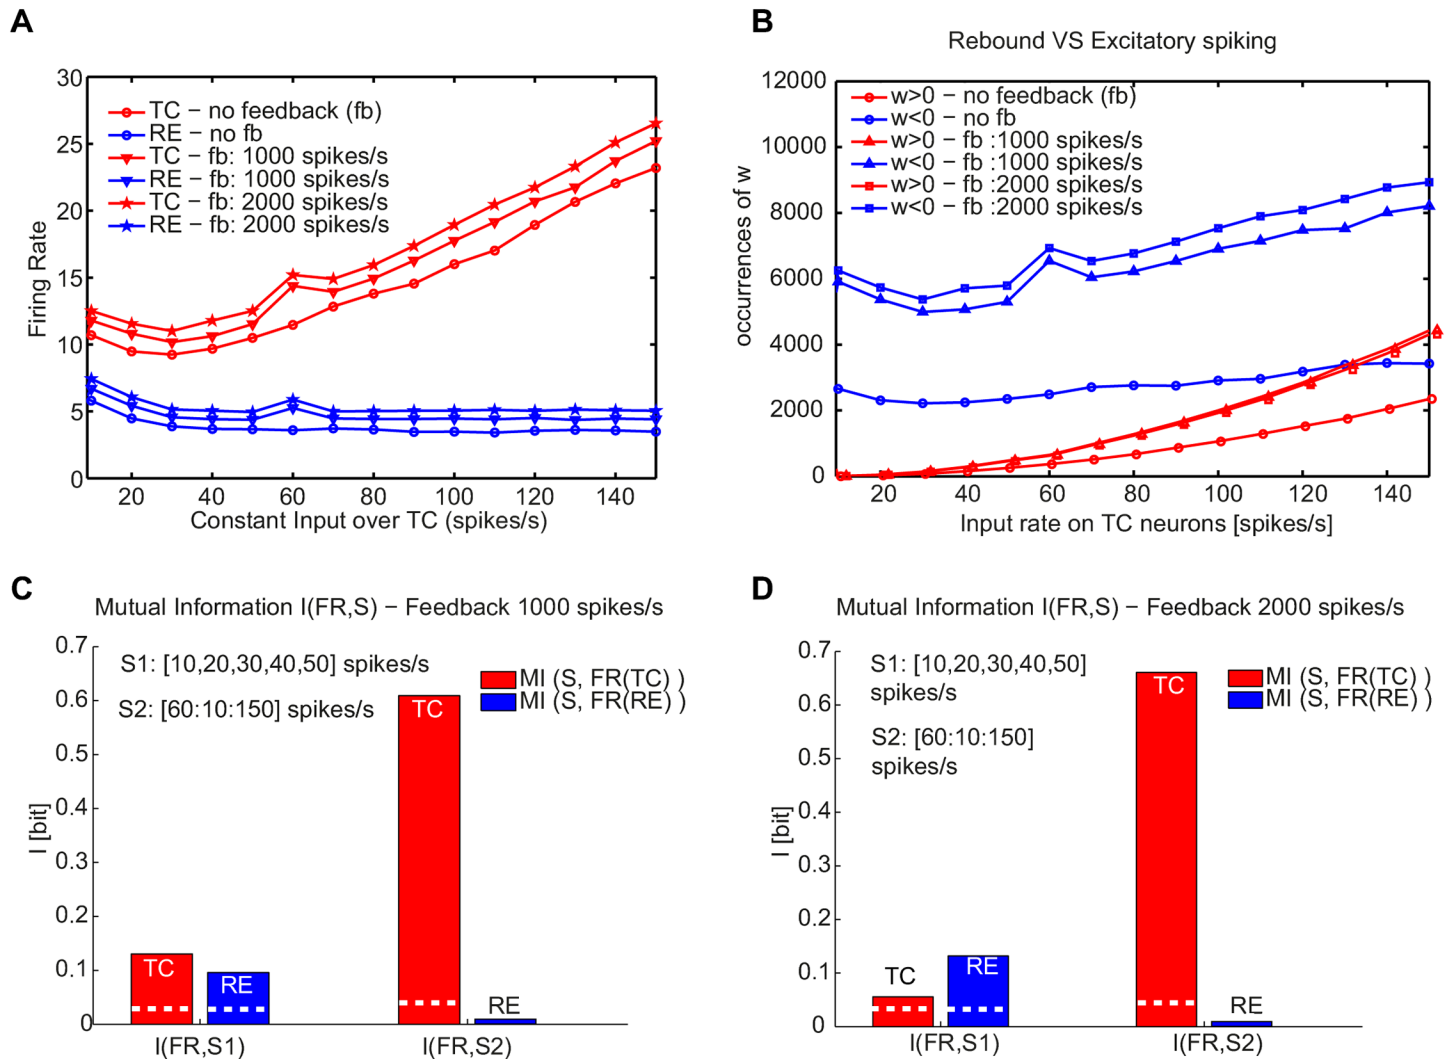 A
30
25
20
15
10
5
0
Firing Rate
TC – no feedback (fb)
RE – no fb
TC – fb: 1000 spikes/s
RE – fb: 1000 spikes/s
TC – fb: 2000 spikes/s
RE – fb: 2000 spikes/s
20 40 60 80 100 120 140
Constant Input over TC (spikes/s)
B
Rebound VS Excitatory spiking
12000
10000
8000
6000
4000
2000
0
occurrences of w
w>0 – no feedback (fb)
w<0 – no fb
w>0 – fb :1000 spikes/s
w<0 – fb :1000 spikes/s
w>0 – fb :2000 spikes/s
w<0 – fb :2000 spikes/s
20 40 60 80 100 120 140
Input rate on TC neurons [spikes/s]
C
Mutual Information I(FR,S) – Feedback 1000 spikes/s
0.7
0.6
0.5
0.4
0.3
0.2
0.1
0
I [bit]
S1: [10,20,30,40,50] spikes/s
S2: [60:10:150] spikes/s
MI (S, FR(TC) )
MI (S, FR(RE) )
TC
RE
TC
RE
I(FR,S1) I(FR,S2)
D
Mutual Information I(FR,S) – Feedback 2000 spikes/s
0.7
0.6
0.5
0.4
0.3
0.2
0.1
0
I [bit]
S1: [10,20,30,40,50]
spikes/s
S2: [60:10:150]
spikes/s
MI (S, FR(TC) )
MI (S, FR(RE) )
TC
RE
TC
RE
I(FR,S1) I(FR,S2)